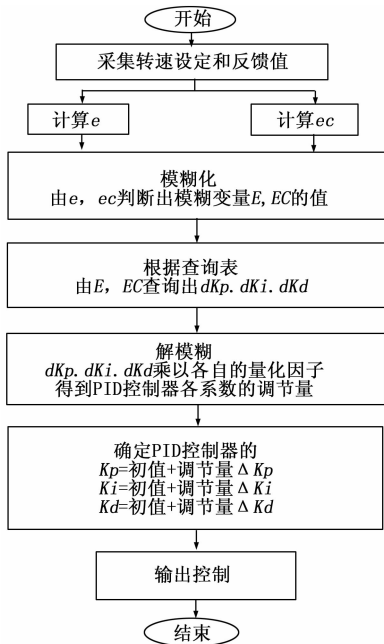 开始
采集转速设定和反馈值
计算e
计算ec
模糊化
由e，ec判断出模糊变量E,EC的值
根据查询表
由E，EC查询出dKp.dKi.dKd
解模糊
dKp.dKi.dKd乘以各自的量化因子
得到PID控制器各系数的调节量
确定PID控制器的
Kp=初值+调节量ΔKp
Ki=初值+调节量ΔKi
Kd=初值+调节量ΔKd
输出控制
结束